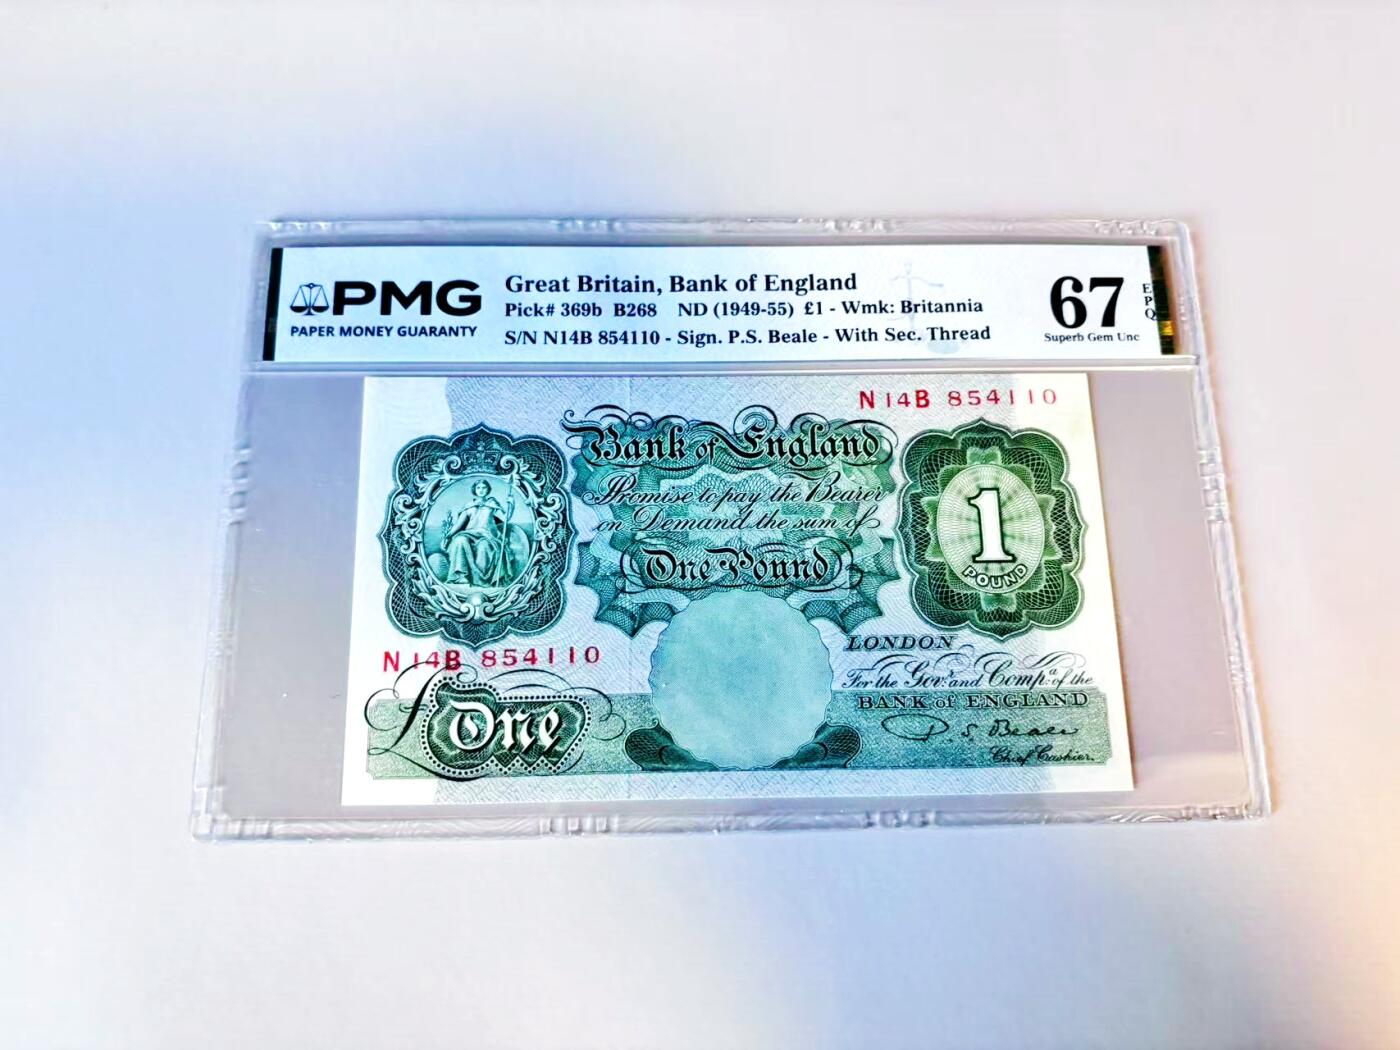 PMG
PAPER MONEY GUARANTY
Great Britain, Bank of England
Pick# 369b B268 ND (1949-55) £1 - Wmk: Britannia
S/N N14B 854110 - Sign. P.S. Beale - With Sec. Thread
67
Superb Gem Unc
E
P
Q
N14B 854110
Bank of England
Promise to pay the Bearer
on Demand the sum of
One Pound
1
POUND
N14B 854110
LONDON
For the Govr. and Compa. of the
BANK of ENGLAND
P. S. Beale
Chief Cashier.
£ One